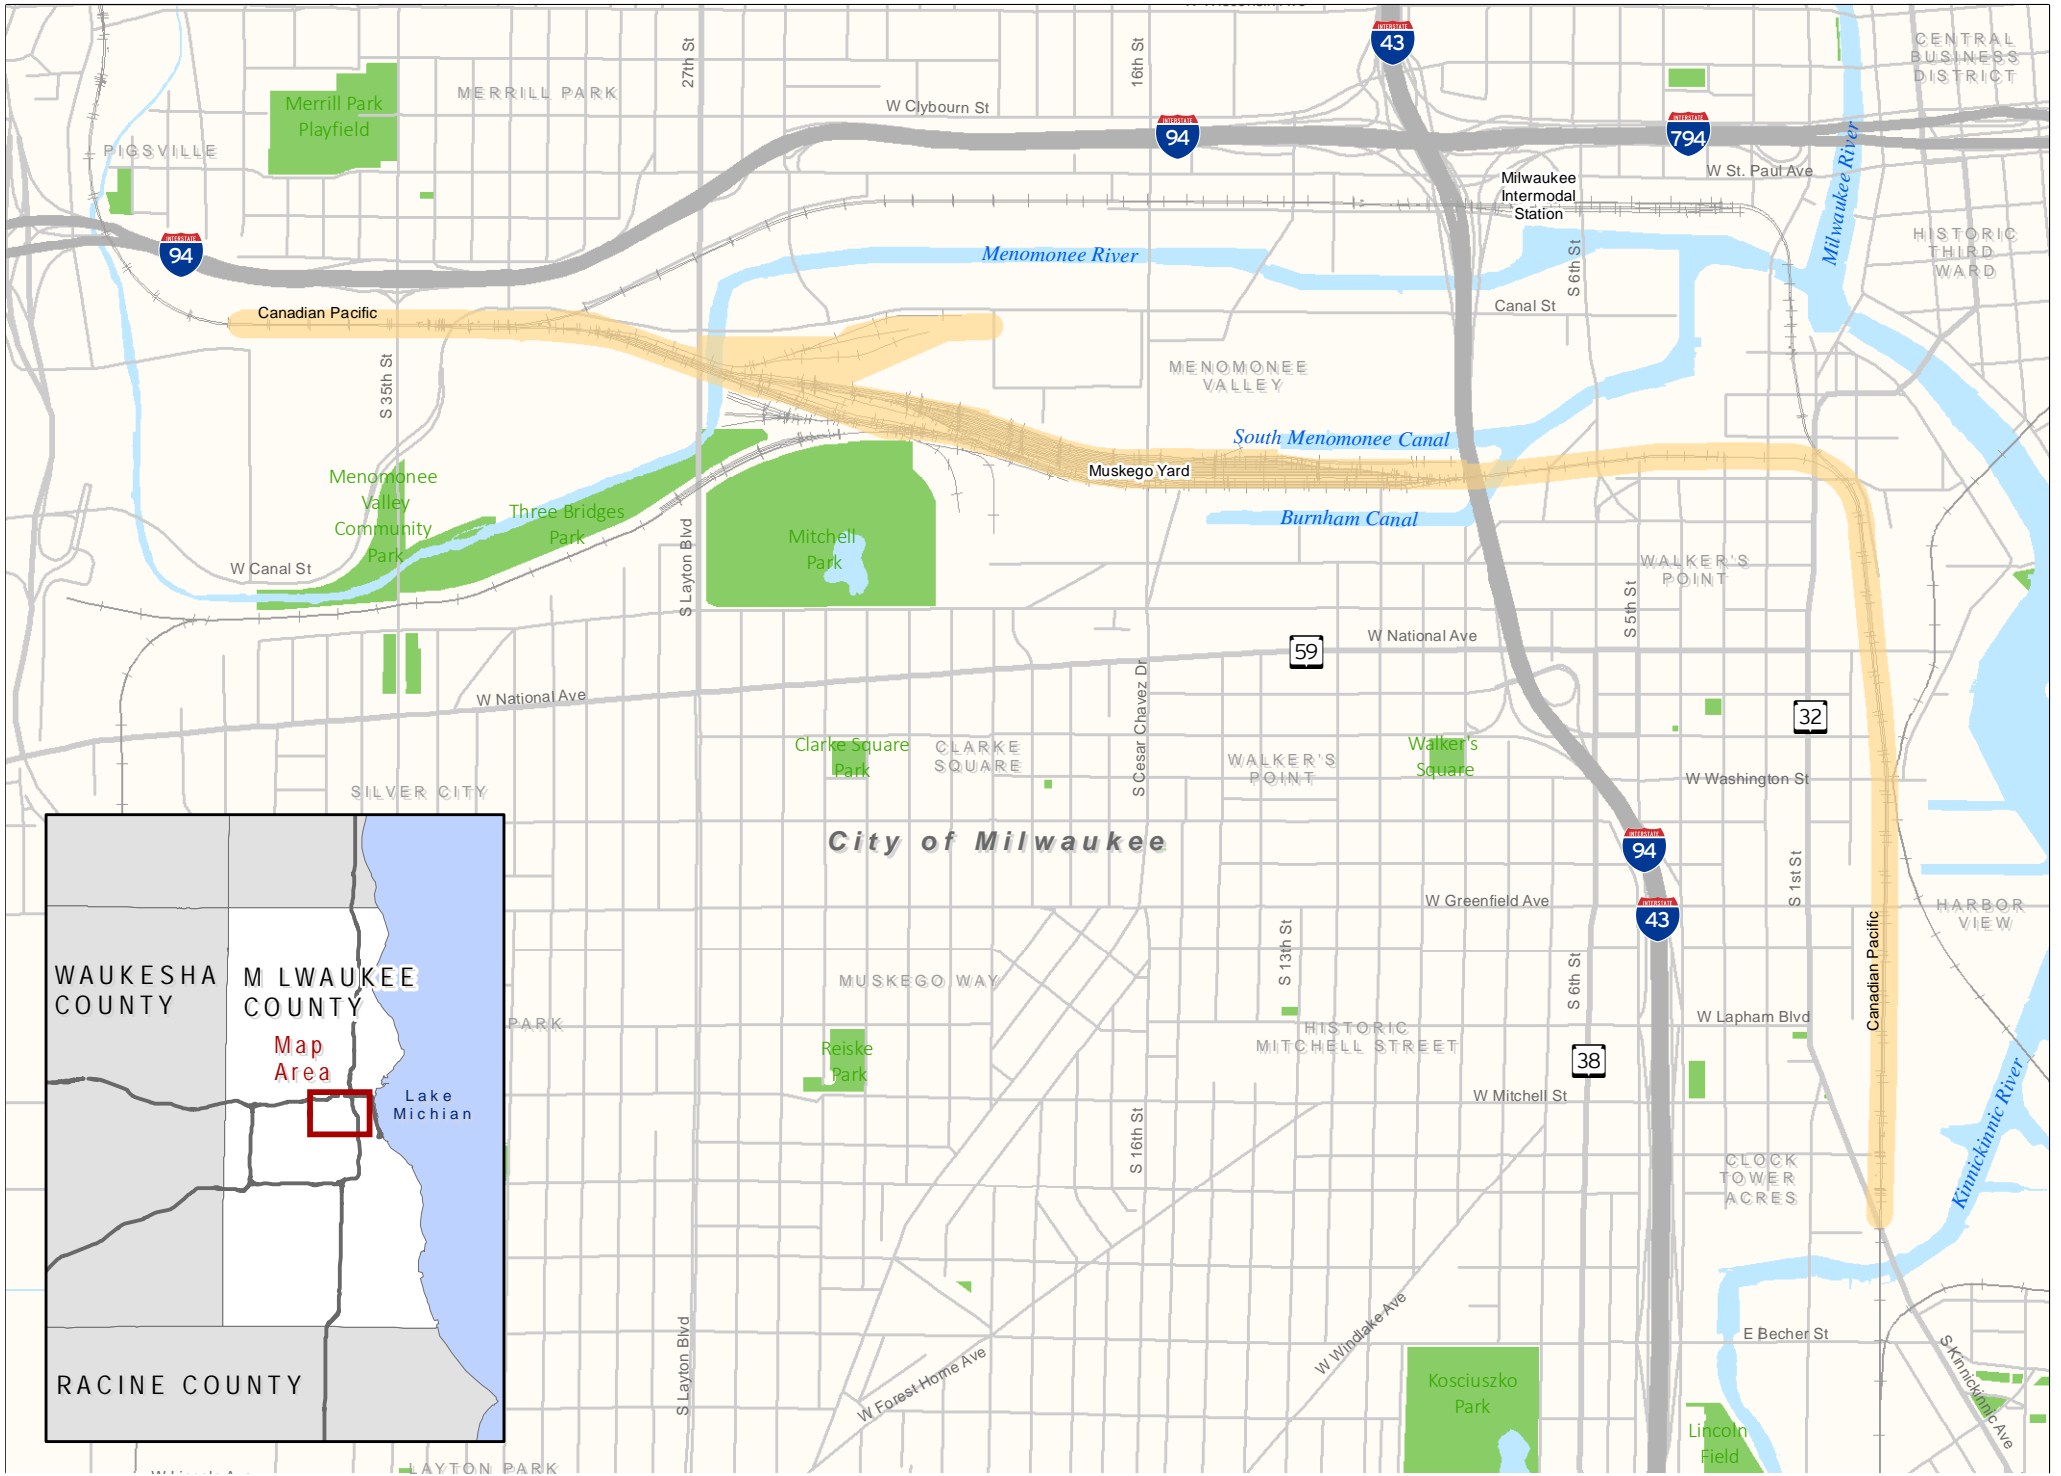 CENTRAL
BUSINESS
DISTRICT
INTERSTATE
43
27th St
16th St
MERRILL PARK
Merrill Park
Playfield
W Clybourn St
INTERSTATE
94
INTERSTATE
794
Milwaukee River
PIGSVILLE
W St. Paul Ave
Milwaukee
Intermodal
Station
INTERSTATE
94
Menomonee River
S 6th St
HISTORIC
THIRD
WARD
Canadian Pacific
Canal St
S 35th St
MENOMONEE
VALLEY
South Menomonee Canal
Muskego Yard
Menomonee
Valley
Community
Park
Three Bridges
Park
Burnham Canal
Mitchell
Park
W Canal St
S Layton Blvd
WALKER'S
POINT
S 5th St
W National Ave
59
W National Ave
S Cesar Chavez Dr
32
Clarke Square
Park
CLARKE
SQUARE
WALKER'S
POINT
Walker's
Square
W Washington St
SILVER CITY
City of Milwaukee
INTERSTATE
94
S 1st St
W Greenfield Ave
INTERSTATE
43
HARBOR
VIEW
S 13th St
Canadian Pacific
WAUKESHA
COUNTY
M LWAUKEE
COUNTY
MUSKEGO WAY
S 6th St
PARK
HISTORIC
MITCHELL STREET
W Lapham Blvd
Map
Area
Reiske
Park
38
Lake
Michian
W Mitchell St
S 16th St
Kinnickinnic River
CLOCK
TOWER
ACRES
W Windlake Ave
E Becher St
S Layton Blvd
W Forest Home Ave
S Kinnickinnic Ave
RACINE COUNTY
Kosciuszko
Park
Lincoln
Field
LAYTON PARK